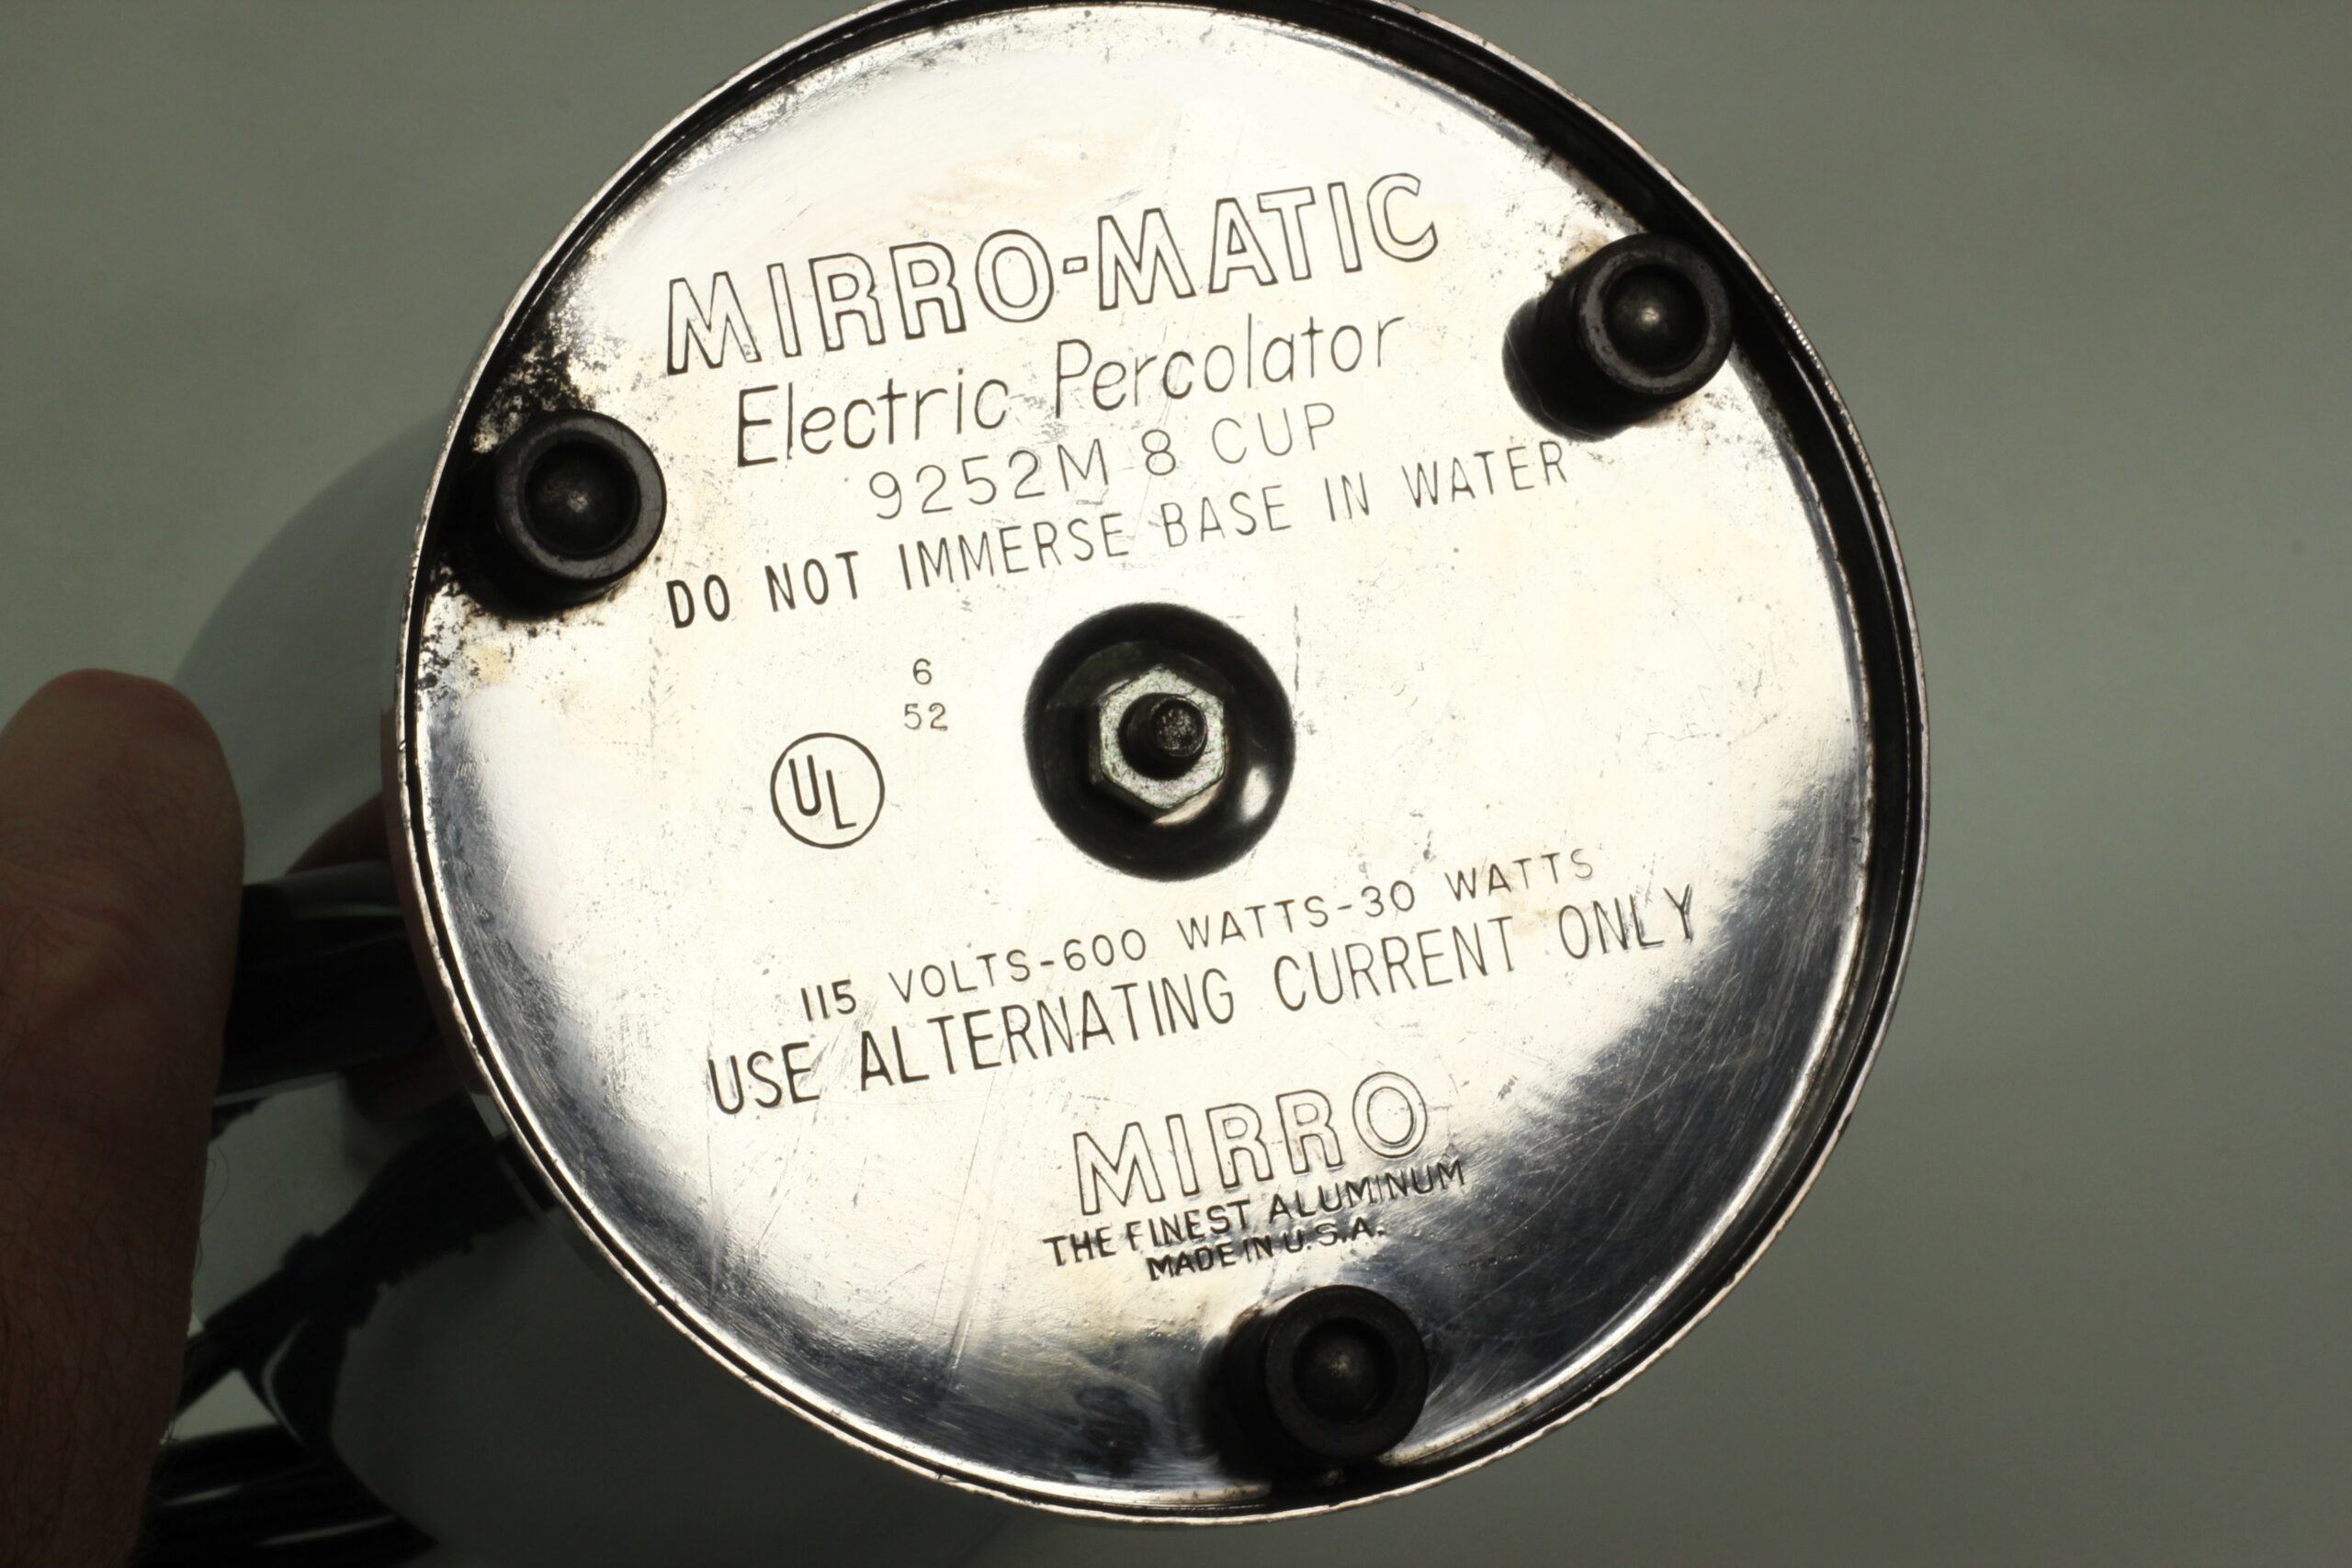 MIRRO-MATIC
Electric Percolator
9252M 8 CUP
DO NOT IMMERSE BASE IN WATER
6
52
UL
115 VOLTS-600 WATTS-30 WATTS
USE ALTERNATING CURRENT ONLY
MIRRO
THE FINEST ALUMINUM
MADE IN U.S.A.